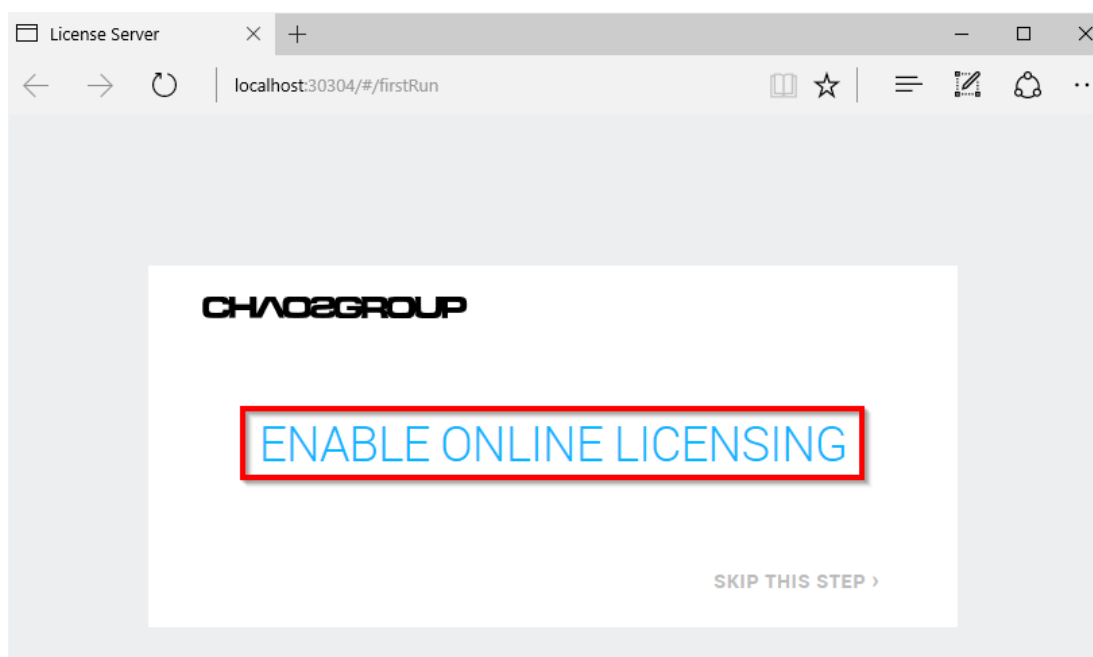 License Server
localhost:30304/#/firstRun
CHAOSGROUP
ENABLE ONLINE LICENSING
SKIP THIS STEP ›